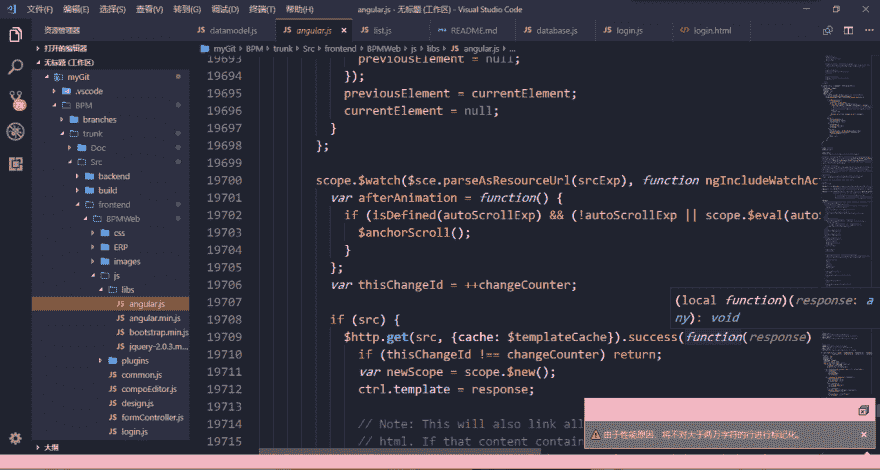 文件(F) 编辑(E) 选择(S) 查看(V) 转到(G) 调试(D) 终端(T) 帮助(H) angular.js - 无标题 (工作区) - Visual Studio Code
资源管理器
datamodel.js
JS angular.js ×
JS list.js
README.md
database.js
JS login.js
<> login.html
打开的编辑器
myGit › BPM › trunk › Src › frontend › BPMWeb › js › libs › JS angular.js › ...
无标题 (工作区)
myGit
.vscode
BPM
branches
trunk
Doc
Src
backend
build
frontend
BPMWeb
css
ERP
images
js
libs
JS angular.js
JS angular.min.js
JS bootstrap.min.js
JS jquery-2.0.3.m...
plugins
JS common.js
JS compoEditor.js
JS design.js
JS formController.js
JS login.js
大纲
19693 previousElement = null;
19694 });
19695 previousElement = currentElement;
19696 currentElement = null;
19697 }
19698 };
19699
19700 scope.$watch($sce.parseAsResourceUrl(srcExp), function ngIncludeWatchAc
19701 var afterAnimation = function() {
19702 if (isDefined(autoScrollExp) && (!autoScrollExp || scope.$eval(auto
19703 $anchorScroll();
19704 }
19705 };
19706 var thisChangeId = ++changeCounter;
19707
(local function)(response: a
ny): void
19708 if (src) {
19709 $http.get(src, {cache: $templateCache}).success(function(response)
19710 if (thisChangeId !== changeCounter) return;
19711 var newScope = scope.$new();
19712 ctrl.template = response;
19713
19714 // Note: This will also link all
19715 // html. If that content contain
由于性能原因，将不对大于两万字符的行进行标记化。